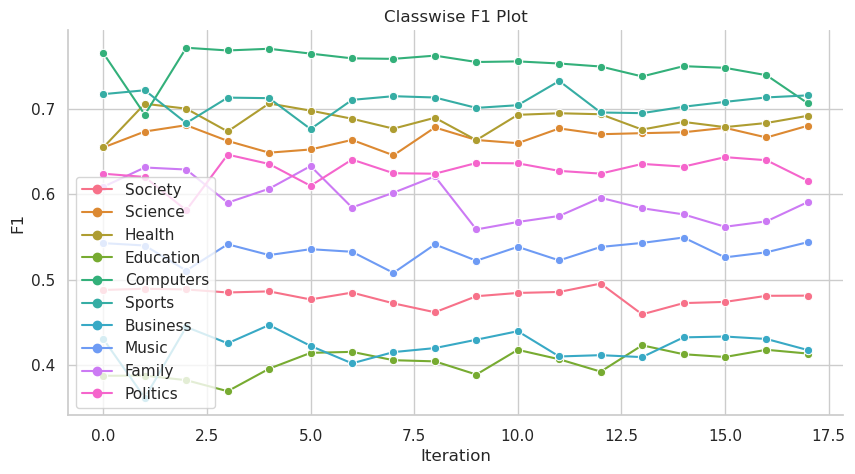 Classwise F1 Plot
F1
0.7
0.6
0.5
0.4
Society
Science
Health
Education
Computers
Sports
Business
Music
Family
Politics
0.0 2.5 5.0 7.5 10.0 12.5 15.0 17.5
Iteration